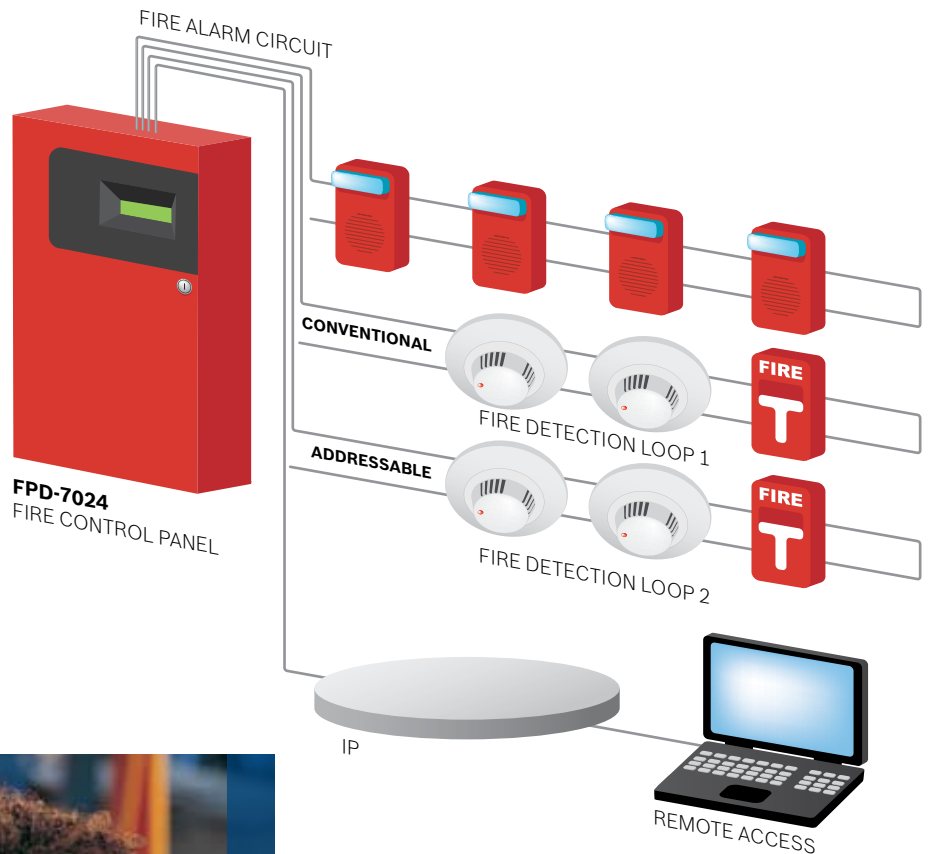 FIRE ALARM CIRCUIT
CONVENTIONAL
FIRE
FIRE DETECTION LOOP 1
ADDRESSABLE
FIRE
FIRE DETECTION LOOP 2
FPD-7024
FIRE CONTROL PANEL
IP
REMOTE ACCESS